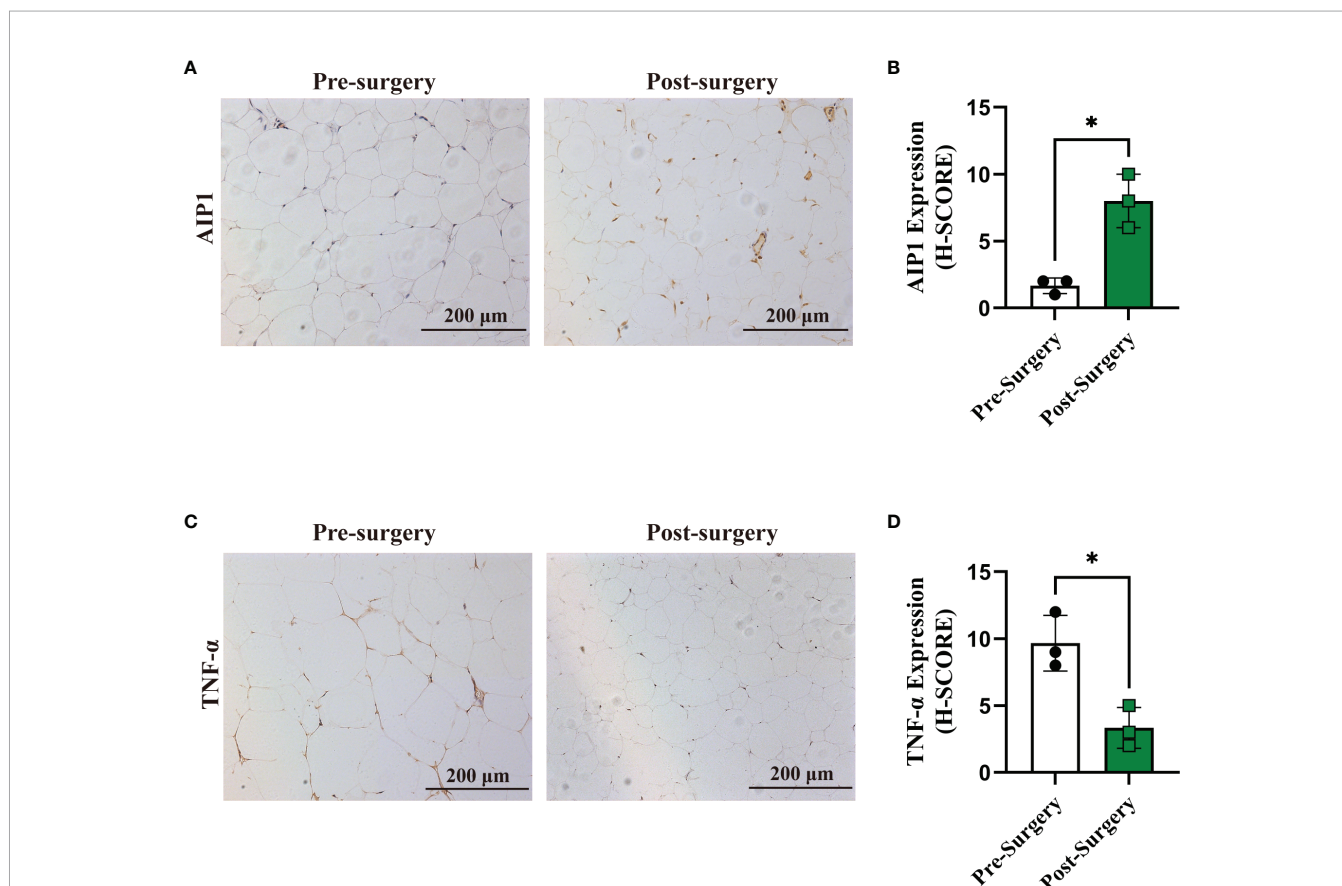 A
Pre-surgery
Post-surgery
AIP1
200 μm
200 μm
B
AIP1 Expression
(H-SCORE)
15
10
5
0
*
Pre-Surgery
Post-Surgery
C
Pre-surgery
Post-surgery
TNF-α
200 μm
200 μm
D
TNF-α Expression
(H-SCORE)
15
10
5
0
*
Pre-Surgery
Post-Surgery